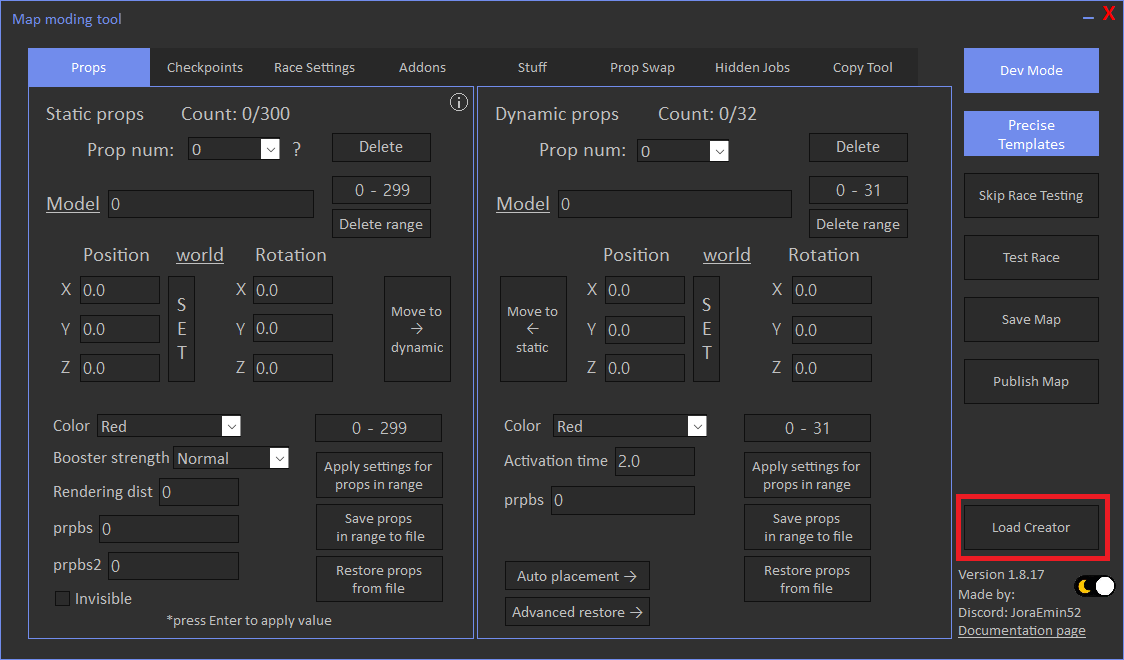 Map moding tool
X
Props Checkpoints Race Settings Addons Stuff Prop Swap Hidden Jobs Copy Tool
Static props Count: 0/300
Prop num: 0 ?
Delete
Model 0
0 - 299
Delete range
Position world Rotation
X 0.0 X 0.0
Y 0.0 Y 0.0
Z 0.0 Z 0.0
S
E
T
Move to
→
dynamic
Color Red
Booster strength Normal
Rendering dist 0
prpbs 0
prpbs2 0
Invisible
*press Enter to apply value
0 - 299
Apply settings for
props in range
Save props
in range to file
Restore props
from file
Dynamic props Count: 0/32
Prop num: 0
Delete
Model 0
0 - 31
Delete range
Position world Rotation
Move to
←
static
X 0.0 X 0.0
Y 0.0 Y 0.0
Z 0.0 Z 0.0
S
E
T
Color Red
Activation time 2.0
prpbs 0
0 - 31
Apply settings for
props in range
Save props
in range to file
Restore props
from file
Auto placement →
Advanced restore →
Dev Mode
Precise
Templates
Skip Race Testing
Test Race
Save Map
Publish Map
Load Creator
Version 1.8.17
Made by:
Discord: JoraEmin52
Documentation page